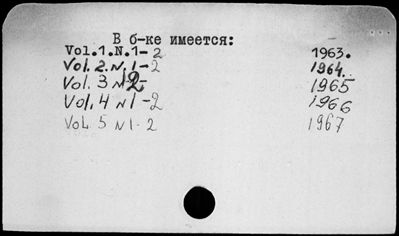 В б-ке имеется:
Vol.1.N.1-2 1963.
Vol. 2. N. 1-2 1964.
Vol. 3 N 12 1965
Vol. 4 N1-2 1966
Vol. 5 N1-2 1967